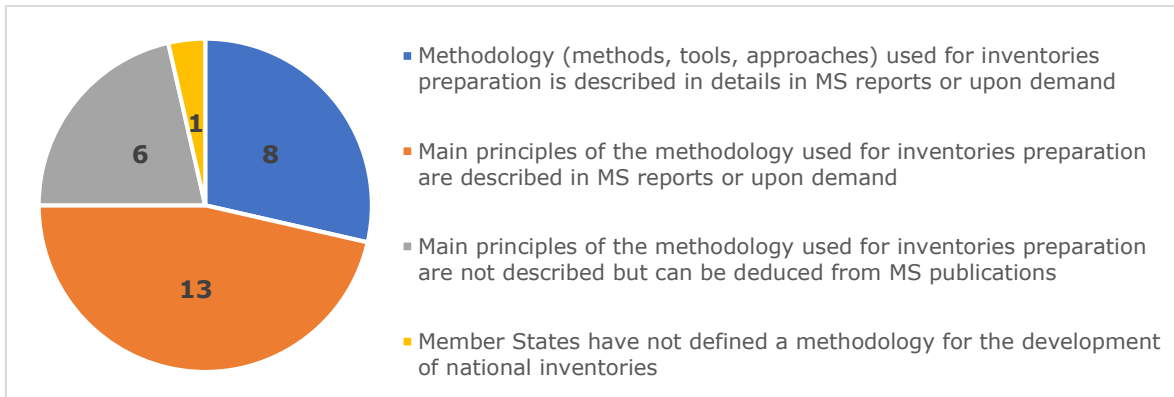 Methodology (methods, tools, approaches) used for inventories
preparation is described in details in MS reports or upon demand
1
6
8
Main principles of the methodology used for inventories preparation
are described in MS reports or upon demand
Main principles of the methodology used for inventories preparation
are not described but can be deduced from MS publications
13
Member States have not defined a methodology for the development
of national inventories